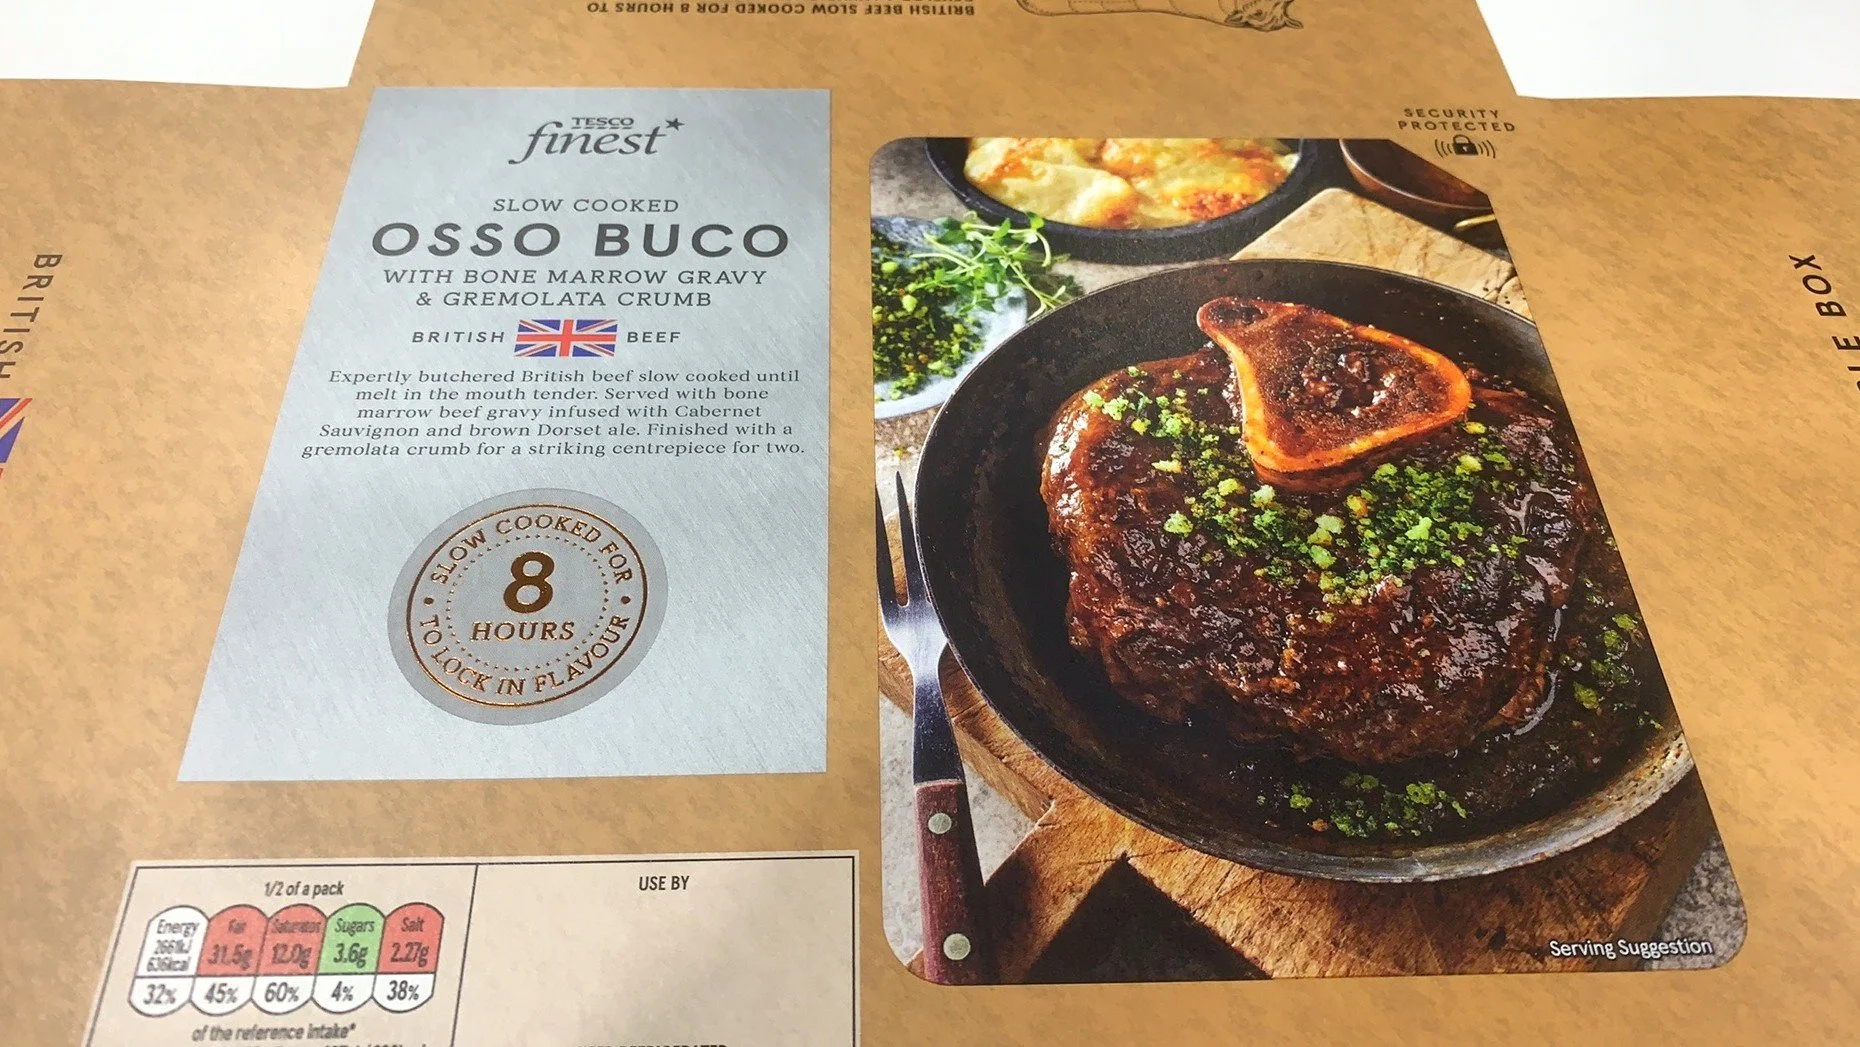 BRITISH BEEF SLOW COOKED FOR 8 HOURS TO
SECURITY
PROTECTED
TESCO
finest
SLOW COOKED
OSSO BUCO
WITH BONE MARROW GRAVY
& GREMOLATA CRUMB
BRITISH BEEF
Expertly butchered British beef slow cooked until
melt in the mouth tender. Served with bone
marrow beef gravy infused with Cabernet
Sauvignon and brown Dorset ale. Finished with a
gremolata crumb for a striking centrepiece for two.
SLOW COOKED FOR
8
HOURS
TO LOCK IN FLAVOUR
BRITISH
BOX
Serving Suggestion
1/2 of a pack
Energy Fat Saturates Sugars Salt
2661kJ
636kcal 31.5g 12.0g 3.6g 2.27g
32% 45% 60% 4% 38%
of the reference intake*
USE BY